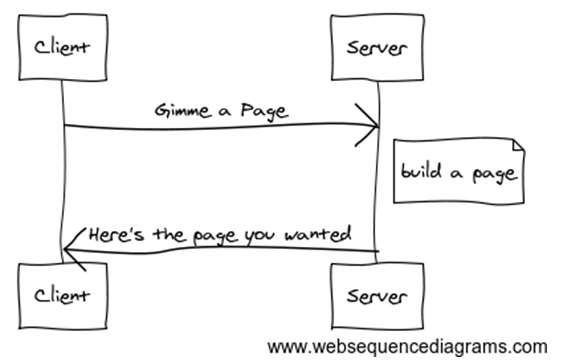 Client
Server
Gimme a Page
build a page
Here's the page you wanted
Client
Server
www.websequencediagrams.com